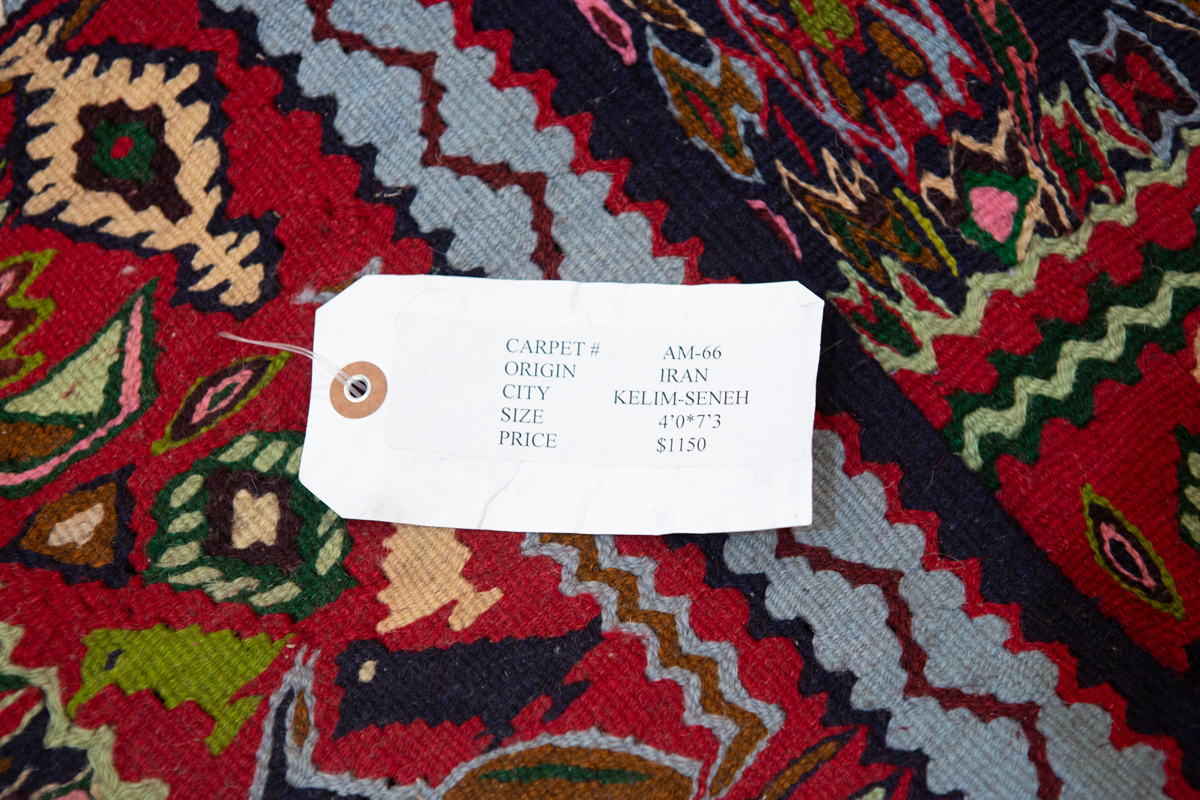 CARPET # AM-66
ORIGIN IRAN
CITY KELIM-SENEH
SIZE 4'0*7'3
PRICE $1150